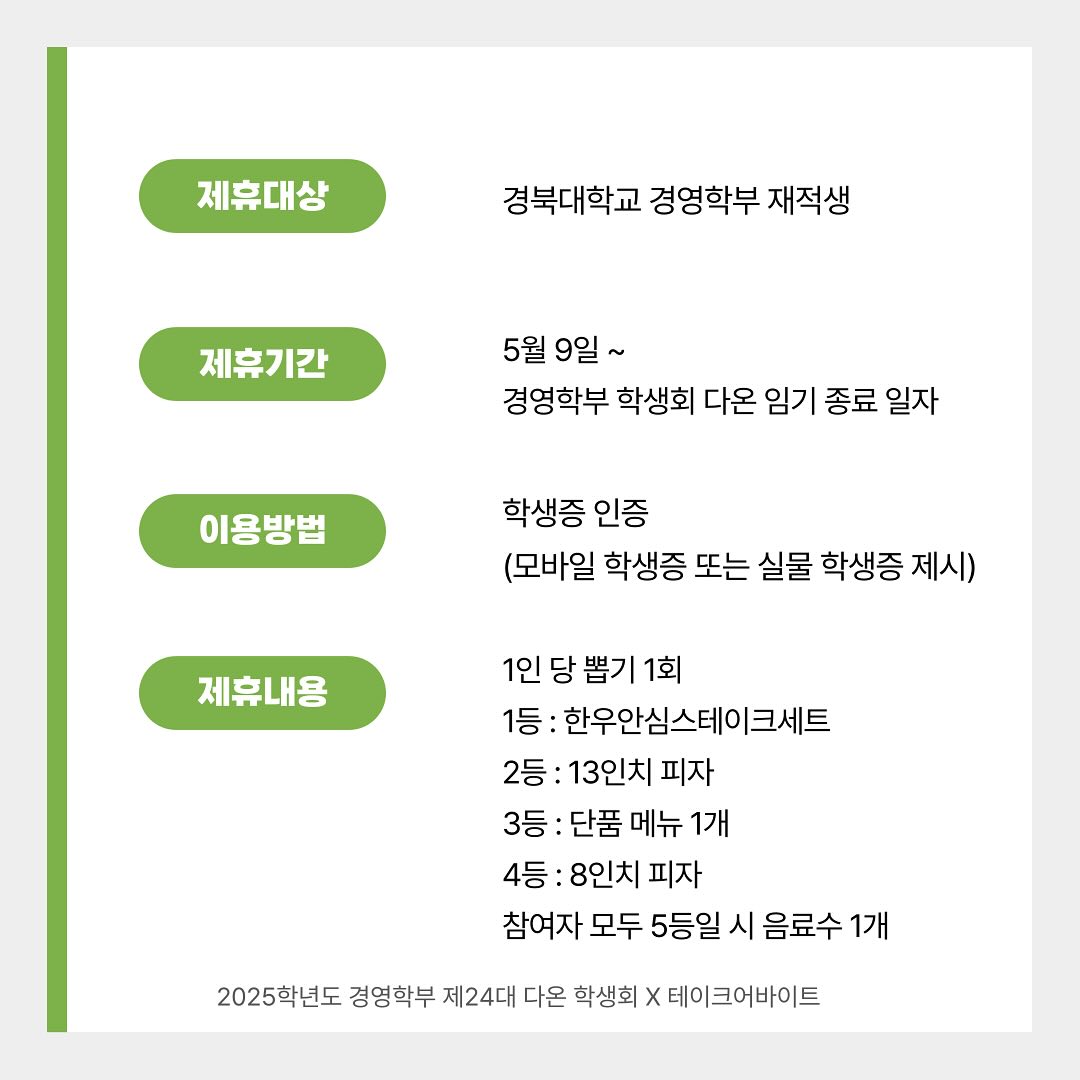 제휴대상
경북대학교 경영학부 재적생
제휴기간
5월 9일 ~
경영학부 학생회 다온 임기 종료 일자
이용방법
학생증 인증
(모바일 학생증 또는 실물 학생증 제시)
제휴내용
1인 당 뽑기 1회
1등 : 한우안심스테이크세트
2등 : 13인치 피자
3등 : 단품 메뉴 1개
4등 : 8인치 피자
참여자 모두 5등일 시 음료수 1개
2025학년도 경영학부 제24대 다온 학생회 X 테이크어바이트